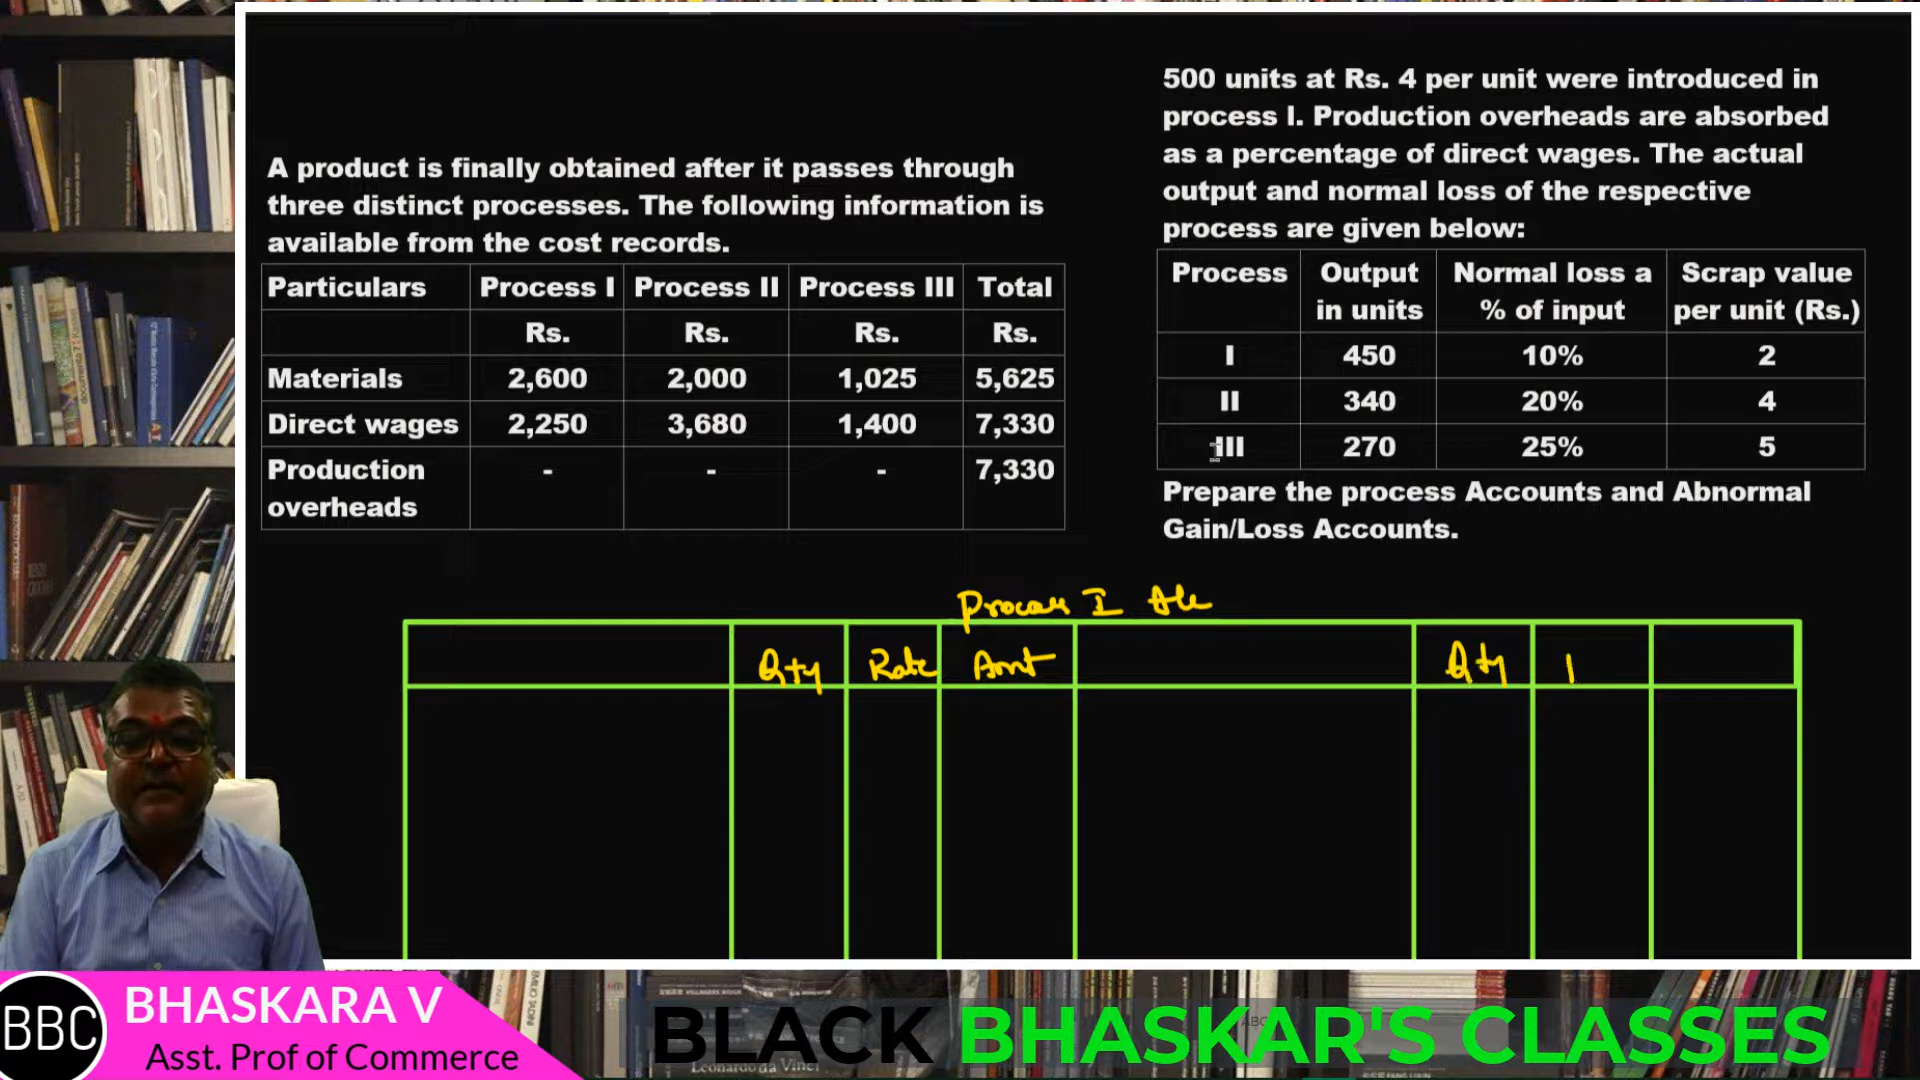 A product is finally obtained after it passes through
three distinct processes. The following information is
available from the cost records.
Particulars Process I Process II Process III Total
Rs. Rs. Rs. Rs.
Materials 2,600 2,000 1,025 5,625
Direct wages 2,250 3,680 1,400 7,330
Production overheads - - - 7,330
500 units at Rs. 4 per unit were introduced in
process I. Production overheads are absorbed
as a percentage of direct wages. The actual
output and normal loss of the respective
process are given below:
Process Output in units Normal loss a % of input Scrap value per unit (Rs.)
I 450 10% 2
II 340 20% 4
III 270 25% 5
Prepare the process Accounts and Abnormal
Gain/Loss Accounts.
Process I A/c
Qty Rate Amt Qty
BBC
BHASKARA V
Asst. Prof of Commerce
BLACK BHASKAR'S CLASSES
Leonardo da Vinci